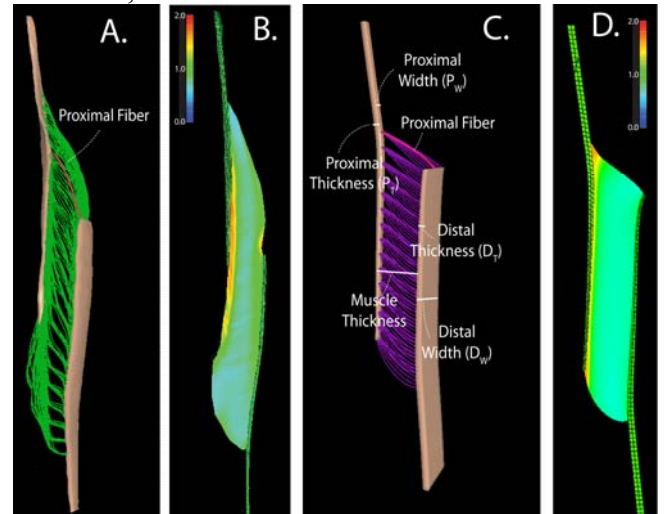 A.
Proximal Fiber
2.0
1.0
0.0
B.
C.
Proximal
Width (PW)
Proximal Fiber
Proximal
Thickness (PT)
Distal
Thickness (DT)
Muscle
Thickness
Distal
Width (DW)
D.
2.0
1.0
0.0